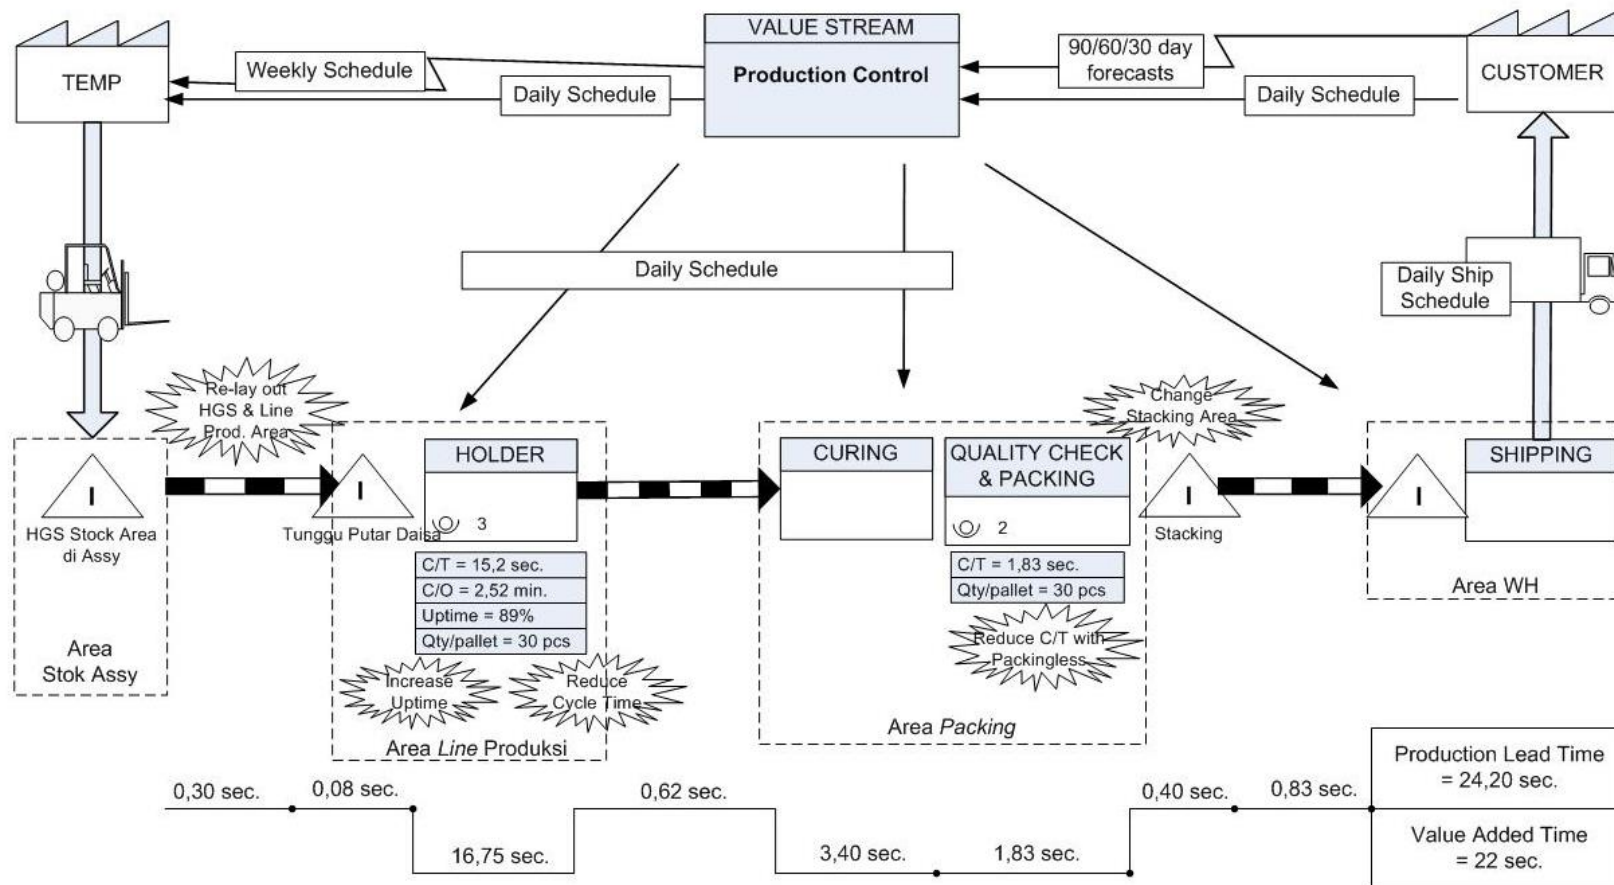 VALUE STREAM
Production Control
TEMP
Weekly Schedule
Daily Schedule
90/60/30 day
forecasts
Daily Schedule
CUSTOMER
Daily Schedule
Daily Ship
Schedule
Re-lay out
HGS & Line
Prod. Area
Change
Stacking Area
I
HGS Stock Area
di Assy
Area
Stok Assy
I
Tunggu Putar Daisa
HOLDER
3
C/T = 15,2 sec.
C/O = 2,52 min.
Uptime = 89%
Qty/pallet = 30 pcs
Increase
Uptime
Reduce
Cycle Time
Area Line Produksi
CURING
QUALITY CHECK
& PACKING
2
C/T = 1,83 sec.
Qty/pallet = 30 pcs
Reduce C/T with
Packingless
Area Packing
I
Stacking
I
SHIPPING
Area WH
0,30 sec.
0,08 sec.
16,75 sec.
0,62 sec.
3,40 sec.
1,83 sec.
0,40 sec.
0,83 sec.
Production Lead Time
= 24,20 sec.
Value Added Time
= 22 sec.